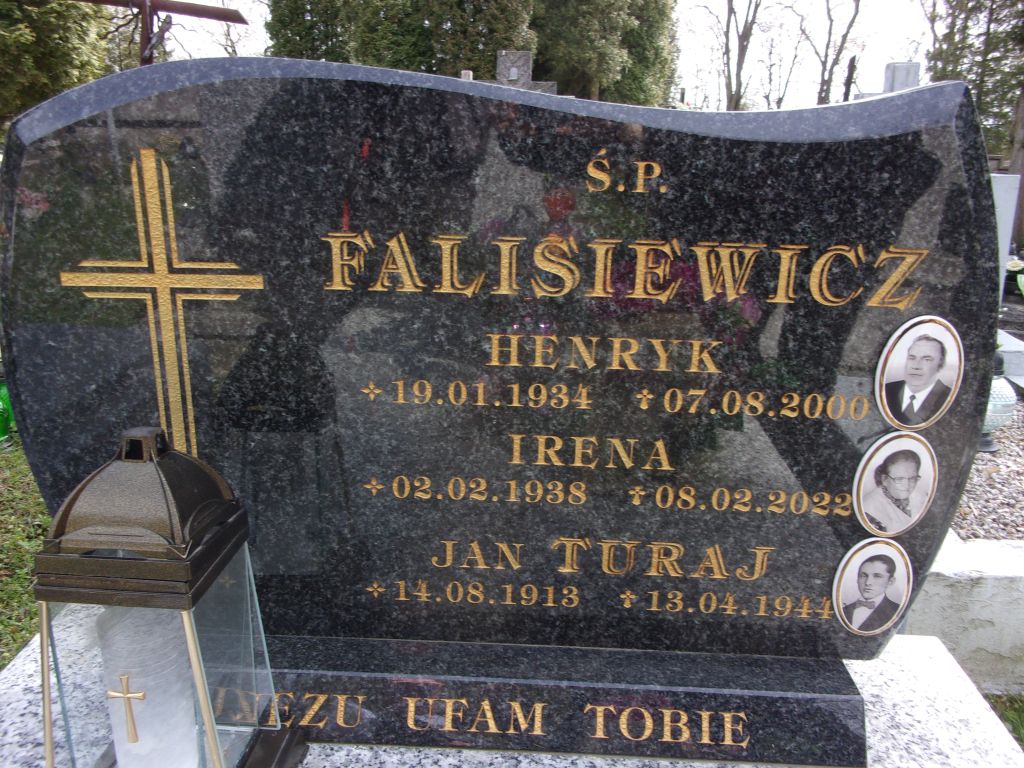 Ś.P.
FALISIEWICZ
HENRYK
19.01.1934 ✝07.08.2000
IRENA
02.02.1938 ✝08.02.2022
JAN TURAJ
14.08.1913 ✝13.04.1944
JEZU UFAM TOBIE